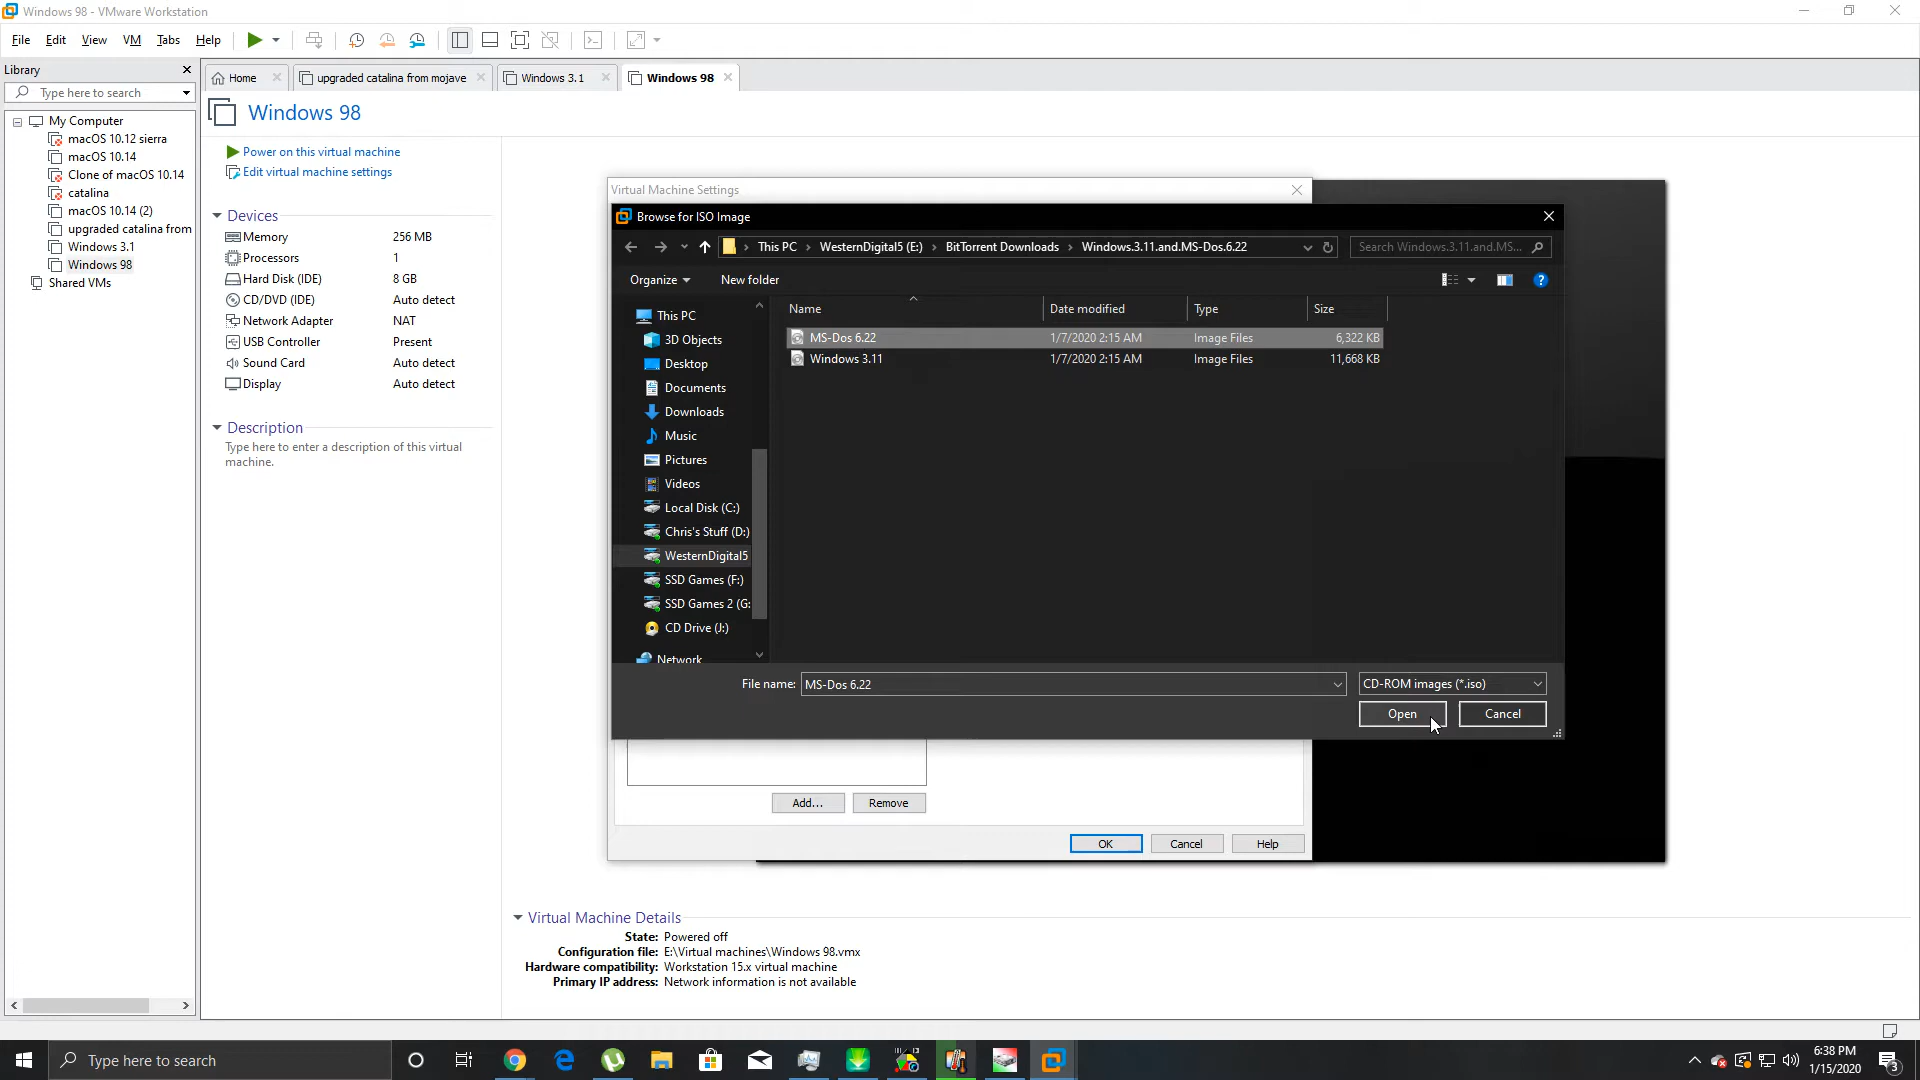 Windows 98 - VMware Workstation
File Edit View VM Tabs Help
Library
Type here to search
My Computer
macOS 10.12 sierra
macOS 10.14
Clone of macOS 10.14
catalina
macOS 10.14 (2)
upgraded catalina from
Windows 3.1
Windows 98
Shared VMs
Home
upgraded catalina from mojave
Windows 3.1
Windows 98
Windows 98
Power on this virtual machine
Edit virtual machine settings
Devices
Memory 256 MB
Processors 1
Hard Disk (IDE) 8 GB
CD/DVD (IDE) Auto detect
Network Adapter NAT
USB Controller Present
Sound Card Auto detect
Display Auto detect
Description
Type here to enter a description of this virtual
machine.
Virtual Machine Settings
Browse for ISO Image
This PC › WesternDigital5 (E:) › BitTorrent Downloads › Windows.3.11.and.MS-Dos.6.22
Search Windows.3.11.and.MS...
Organize New folder
This PC
3D Objects
Desktop
Documents
Downloads
Music
Pictures
Videos
Local Disk (C:)
Chris's Stuff (D:)
WesternDigital5
SSD Games (F:)
SSD Games 2 (G:
CD Drive (J:)
Network
Name Date modified Type Size
MS-Dos 6.22 1/7/2020 2:15 AM Image Files 6,322 KB
Windows 3.11 1/7/2020 2:15 AM Image Files 11,668 KB
File name: MS-Dos 6.22 CD-ROM images (*.iso)
Open Cancel
Add... Remove
OK Cancel Help
Virtual Machine Details
State: Powered off
Configuration file: E:\Virtual machines\Windows 98.vmx
Hardware compatibility: Workstation 15.x virtual machine
Primary IP address: Network information is not available
Type here to search
6:38 PM
1/15/2020
3